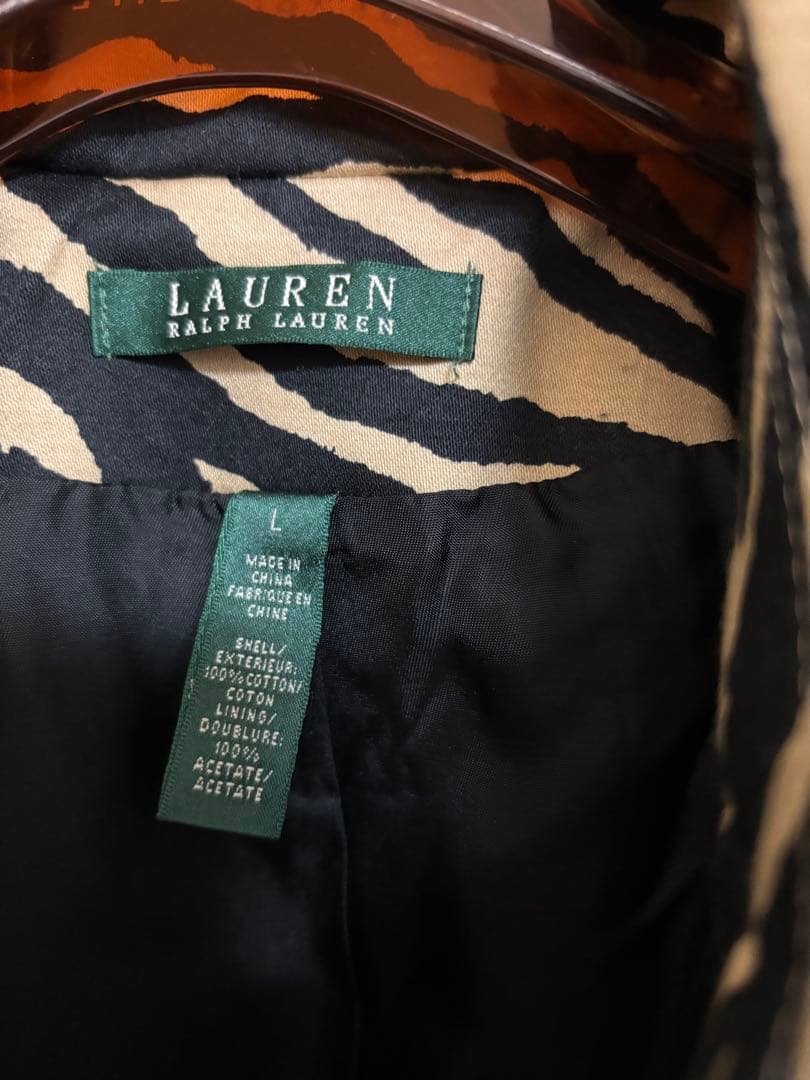 LAUREN
RALPH LAUREN
L
MADE IN
CHINA
FABRIQUE EN
CHINE
SHELL/
EXTERIEUR:
100% COTTON/
COTON
LINING/
DOUBLURE:
100%
ACETATE/
ACETATE